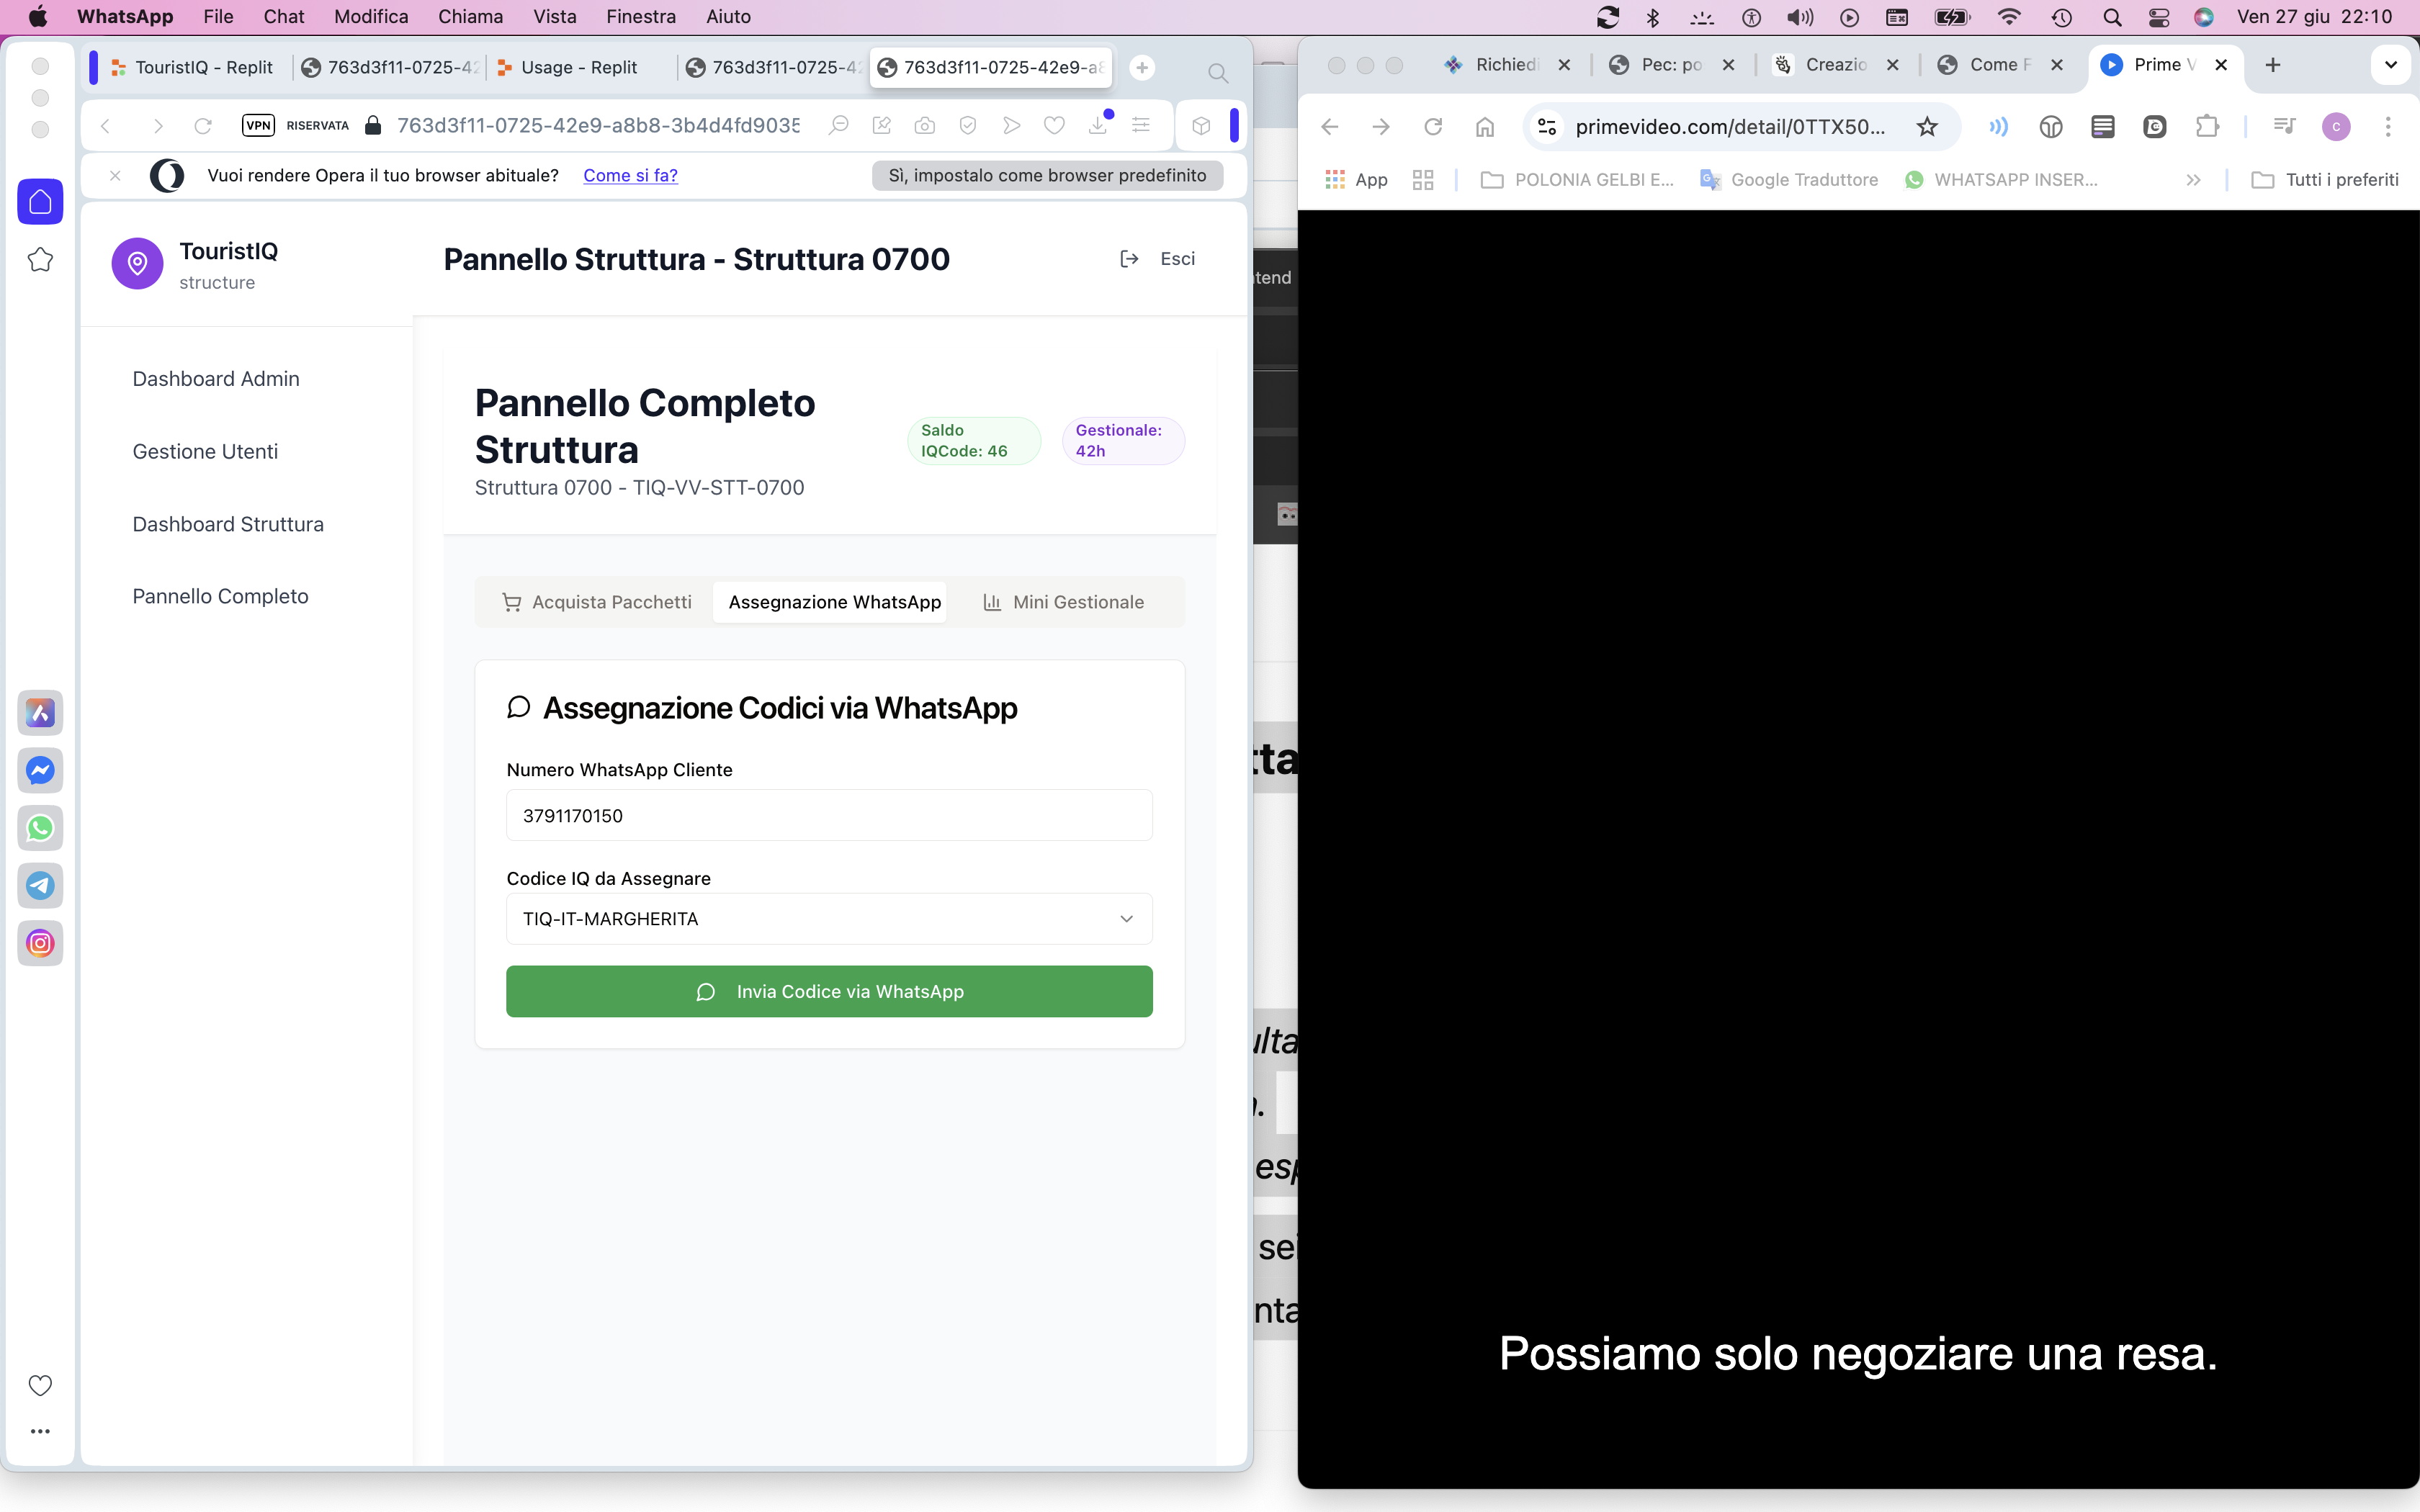 WhatsApp File Chat Modifica Chiama Vista Finestra Aiuto
Ven 27 giu 22:10
TouristIQ - Replit
763d3f11-0725-42
Usage - Replit
763d3f11-0725-42
763d3f11-0725-42e9-a8
VPN RISERVATA 763d3f11-0725-42e9-a8b8-3b4d4fd9035
Vuoi rendere Opera il tuo browser abituale? Come si fa? Sì, impostalo come browser predefinito
TouristIQ
structure
Dashboard Admin
Gestione Utenti
Dashboard Struttura
Pannello Completo
Pannello Struttura - Struttura 0700
Esci
Pannello Completo
Struttura
Struttura 0700 - TIQ-VV-STT-0700
Saldo
IQCode: 46
Gestionale:
42h
Acquista Pacchetti
Assegnazione WhatsApp
Mini Gestionale
Assegnazione Codici via WhatsApp
Numero WhatsApp Cliente
3791170150
Codice IQ da Assegnare
TIQ-IT-MARGHERITA
Invia Codice via WhatsApp
tend
tta
ulta
esp
sei
nta
Richiedi
Pec: po
Creazio
Come F
Prime V
primevideo.com/detail/0TTX50...
C
App
POLONIA GELBI E...
Google Traduttore
WHATSAPP INSER...
Tutti i preferiti
Possiamo solo negoziare una resa.